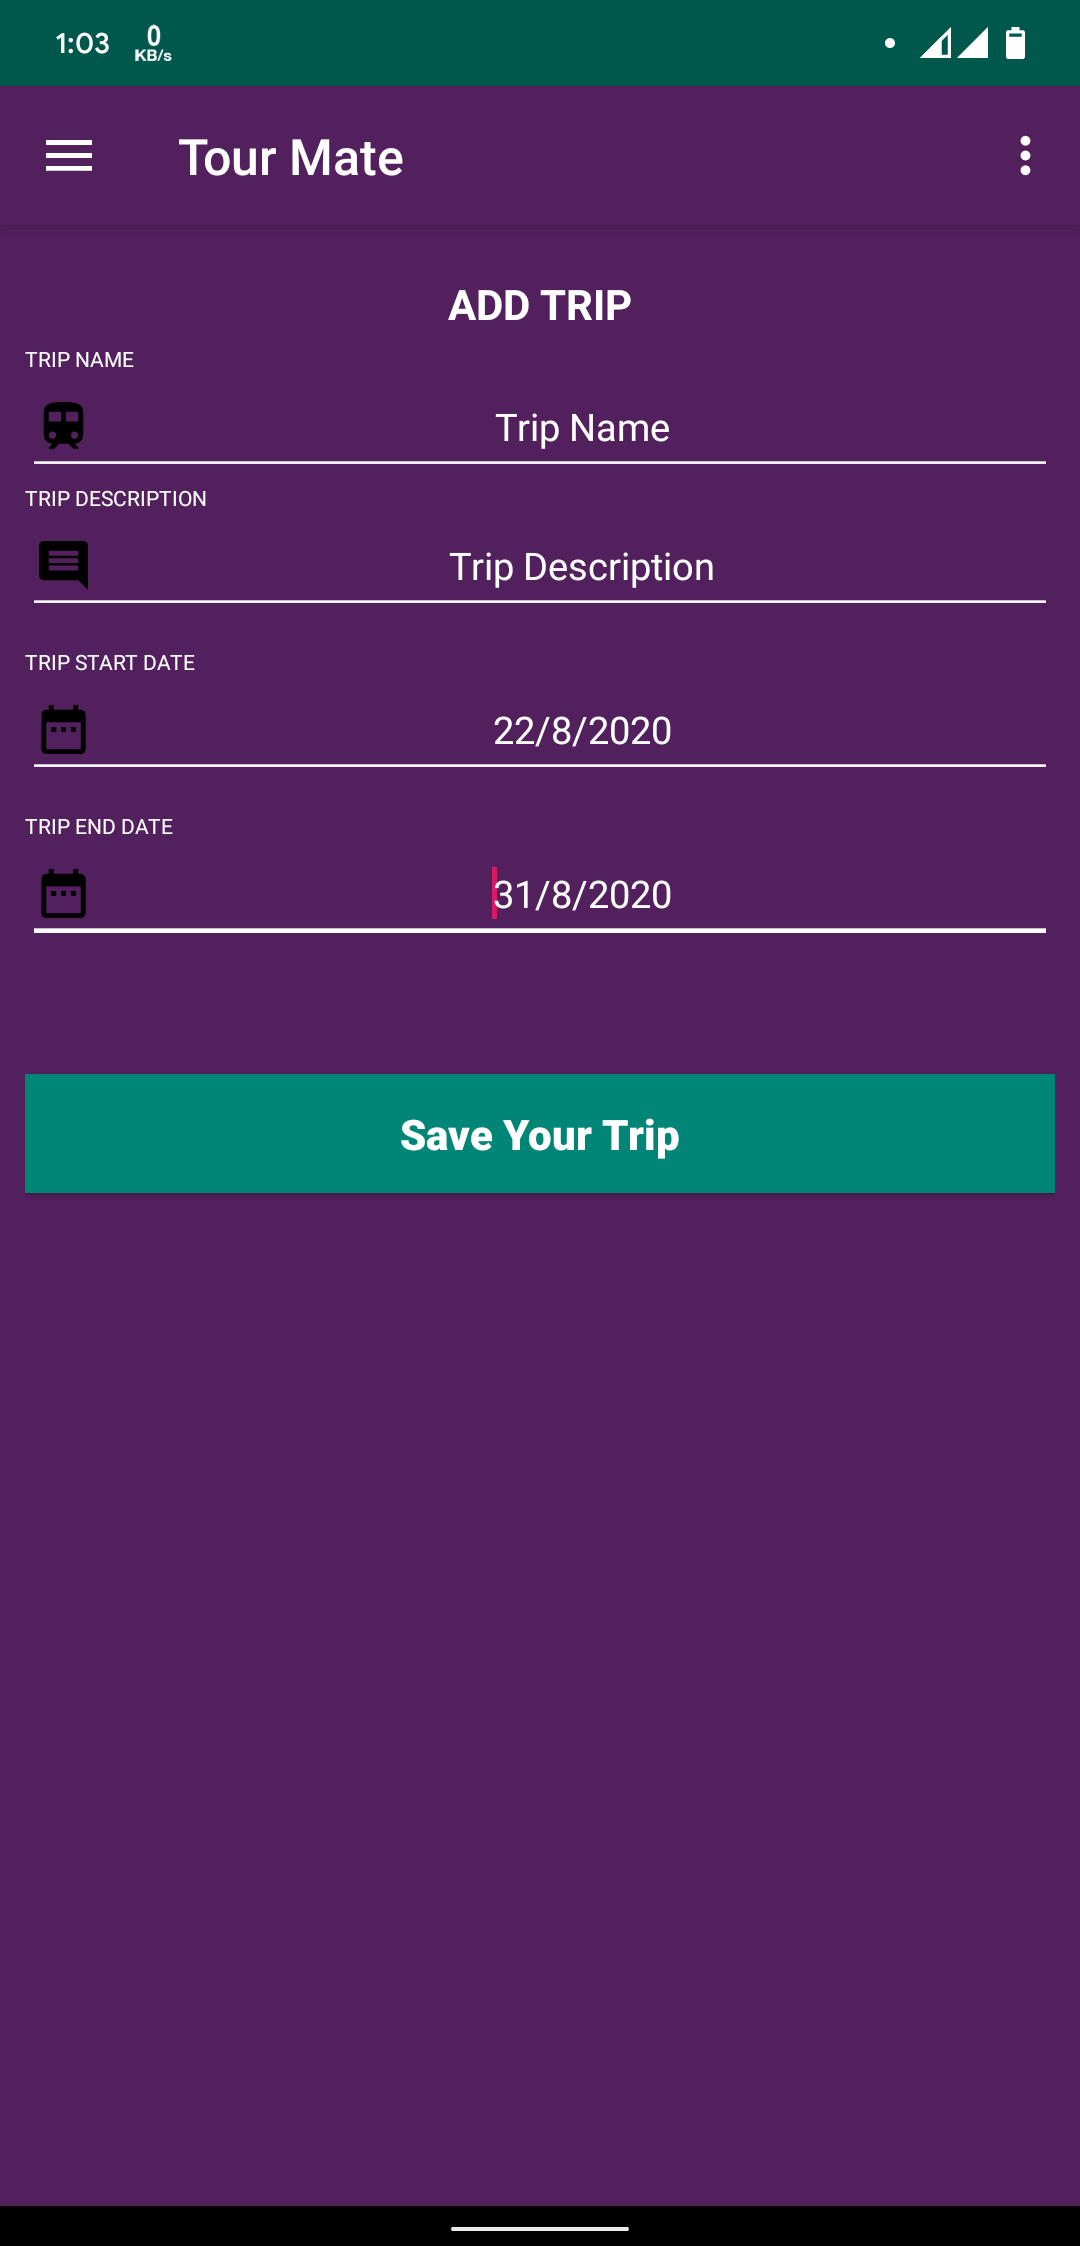 1:03
0
KB/s
Tour Mate
ADD TRIP
TRIP NAME
Trip Name
TRIP DESCRIPTION
Trip Description
TRIP START DATE
22/8/2020
TRIP END DATE
31/8/2020
Save Your Trip